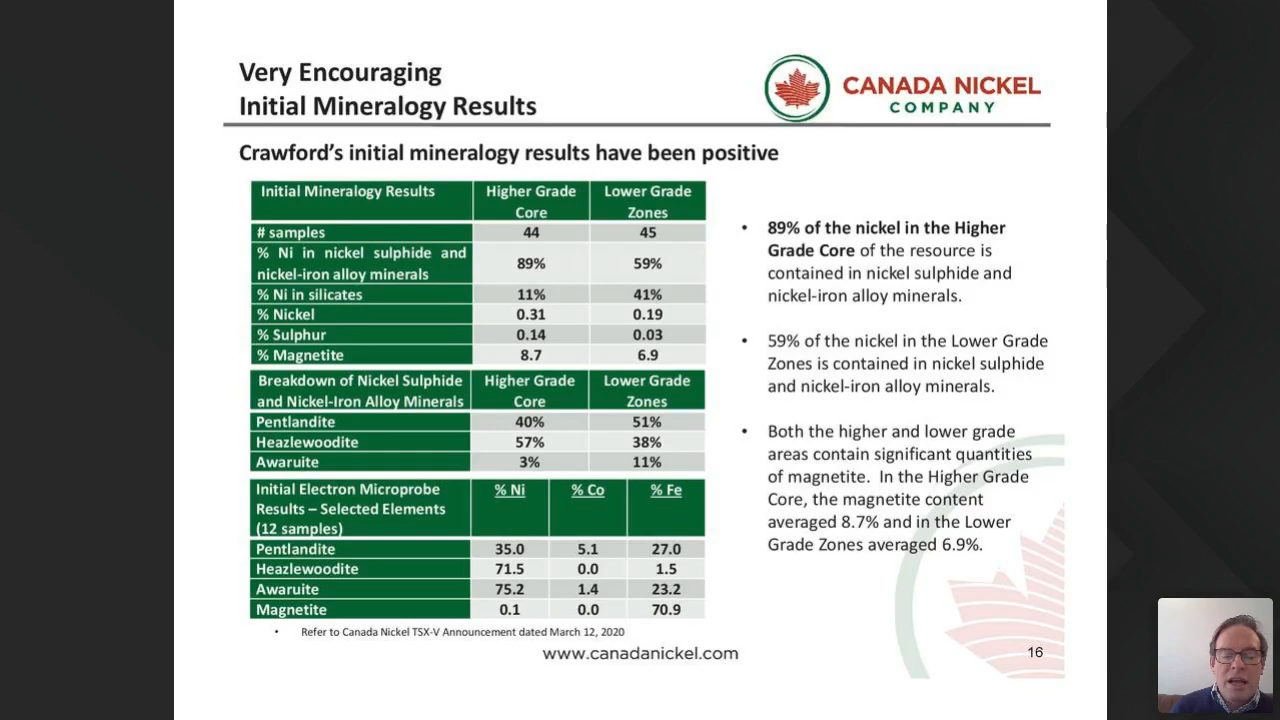 Very Encouraging
Initial Mineralogy Results
CANADA NICKEL
COMPANY
Crawford's initial mineralogy results have been positive
Initial Mineralogy Results Higher Grade Core Lower Grade Zones
# samples 44 45
% Ni in nickel sulphide and nickel-iron alloy minerals 89% 59%
% Ni in silicates 11% 41%
% Nickel 0.31 0.19
% Sulphur 0.14 0.03
% Magnetite 8.7 6.9
Breakdown of Nickel Sulphide and Nickel-Iron Alloy Minerals Higher Grade Core Lower Grade Zones
Pentlandite 40% 51%
Heazlewoodite 57% 38%
Awaruite 3% 11%
Initial Electron Microprobe Results – Selected Elements (12 samples) % Ni % Co % Fe
Pentlandite 35.0 5.1 27.0
Heazlewoodite 71.5 0.0 1.5
Awaruite 75.2 1.4 23.2
Magnetite 0.1 0.0 70.9
• Refer to Canada Nickel TSX-V Announcement dated March 12, 2020
• 89% of the nickel in the Higher
Grade Core of the resource is
contained in nickel sulphide and
nickel-iron alloy minerals.
• 59% of the nickel in the Lower Grade
Zones is contained in nickel sulphide
and nickel-iron alloy minerals.
• Both the higher and lower grade
areas contain significant quantities
of magnetite. In the Higher Grade
Core, the magnetite content
averaged 8.7% and in the Lower
Grade Zones averaged 6.9%.
www.canadanickel.com
16